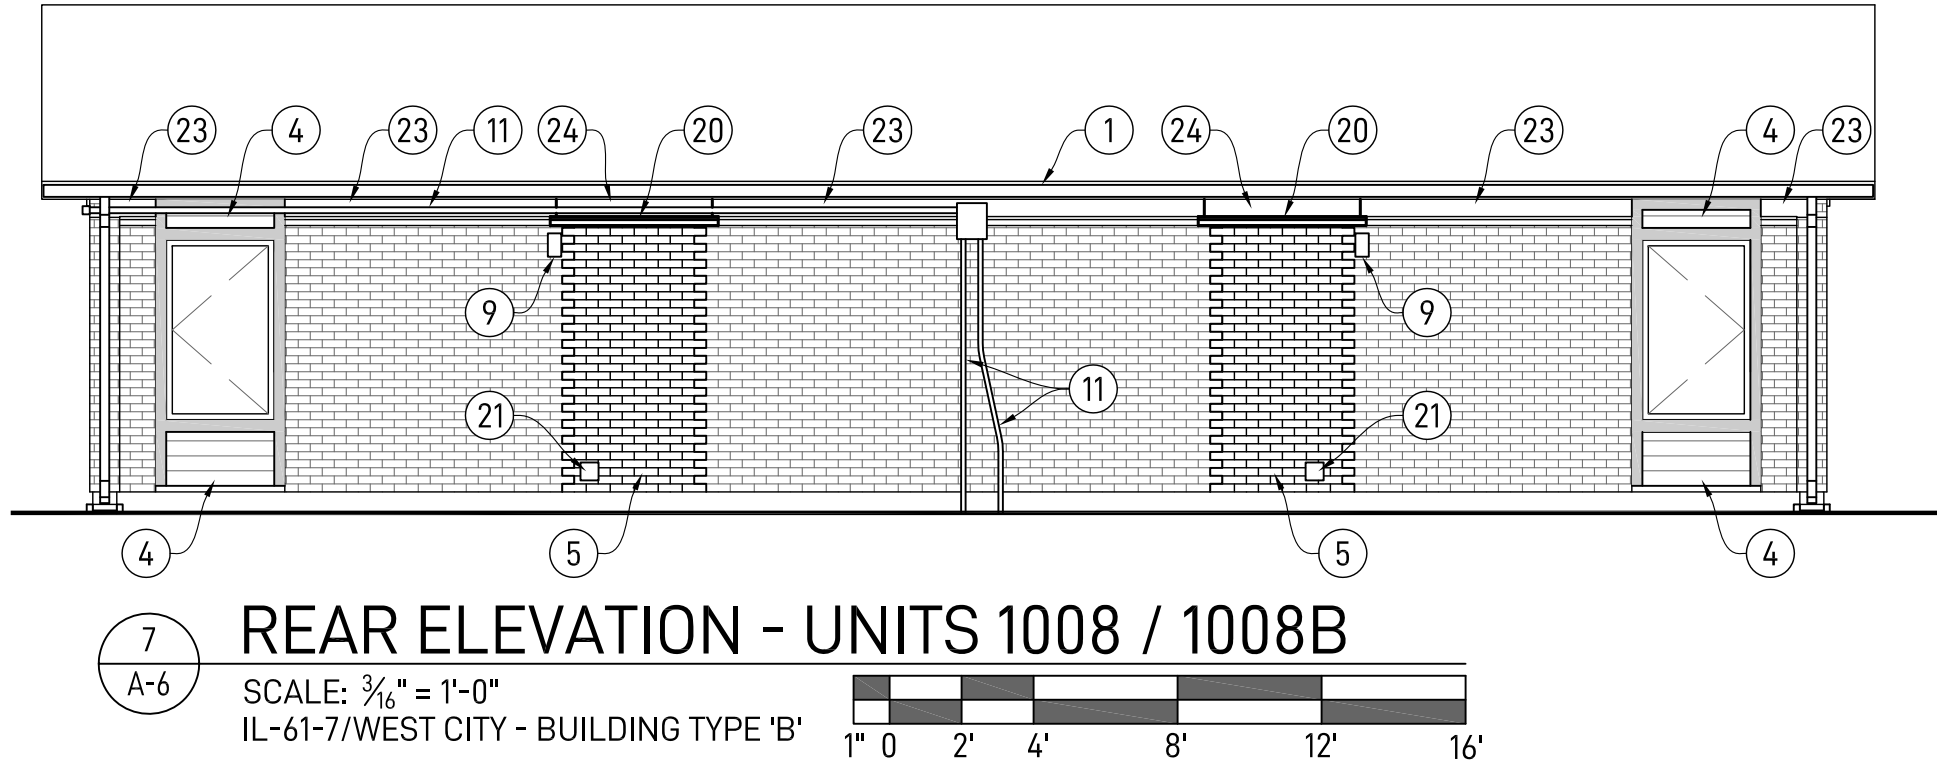 23 4 23 11 24 20 23 1 24 20 23 4 23
9 9
11
21 21
4 5 5 4
7
A-6
REAR ELEVATION - UNITS 1008 / 1008B
SCALE: 3/16" = 1'-0"
IL-61-7/WEST CITY - BUILDING TYPE 'B'
1" 0 2' 4' 8' 12' 16'